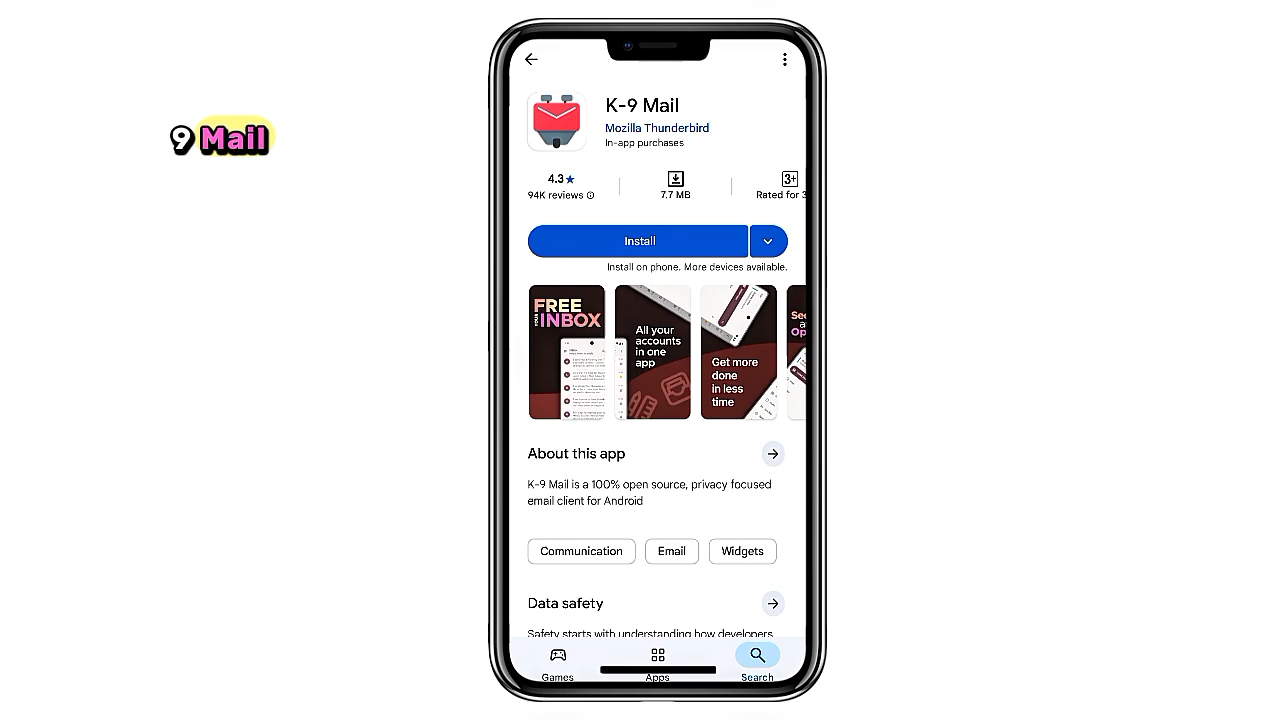 9 Mail
K-9 Mail
Mozilla Thunderbird
In-app purchases
4.3★
94K reviews
7.7 MB
3+
Rated for 3
Install
Install on phone. More devices available.
FREE
YOUR INBOX
All your
accounts
in one
app
Get more
done
in less
time
About this app
K-9 Mail is a 100% open source, privacy focused
email client for Android
Communication
Email
Widgets
Data safety
Safety starts with understanding how developers
Games
Apps
Search